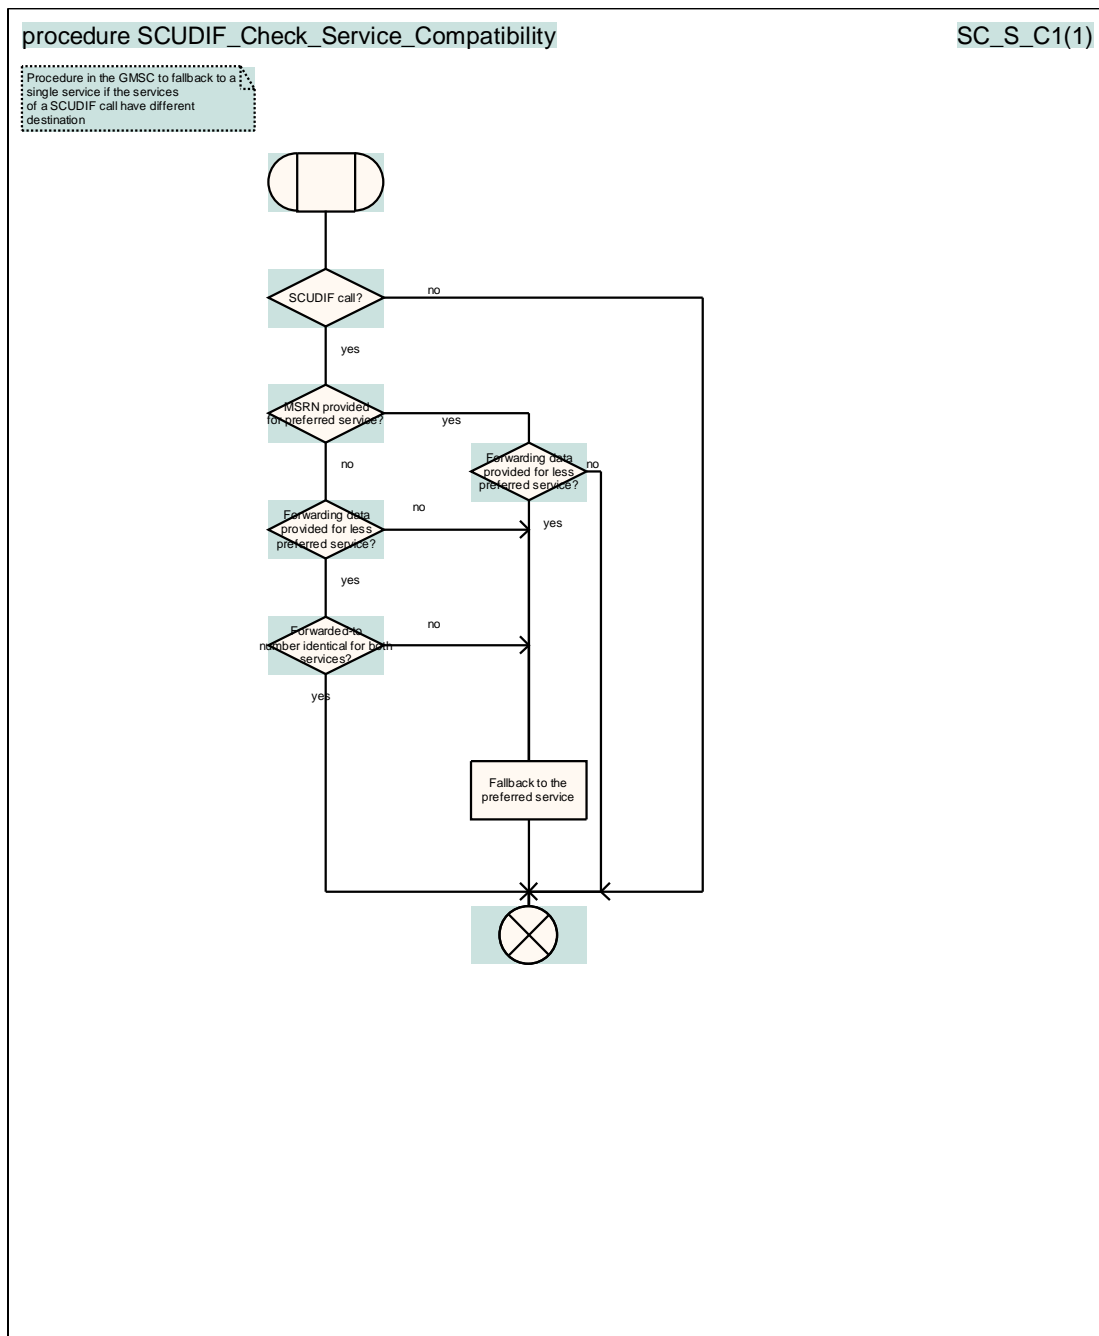 procedure SCUDIF_Check_Service_Compatibility
SC_S_C1(1)
Procedure in the GMSC to fallback to a
single service if the services
of a SCUDIF call have different
destination
SCUDIF call?
no
yes
MSRN provided
for preferred service?
yes
no
Forwarding data
provided for less
preferred service?
no
yes
Forwarding data
provided for less
preferred service?
no
yes
Forwarded-to
number identical for both
services?
no
yes
Fallback to the
preferred service